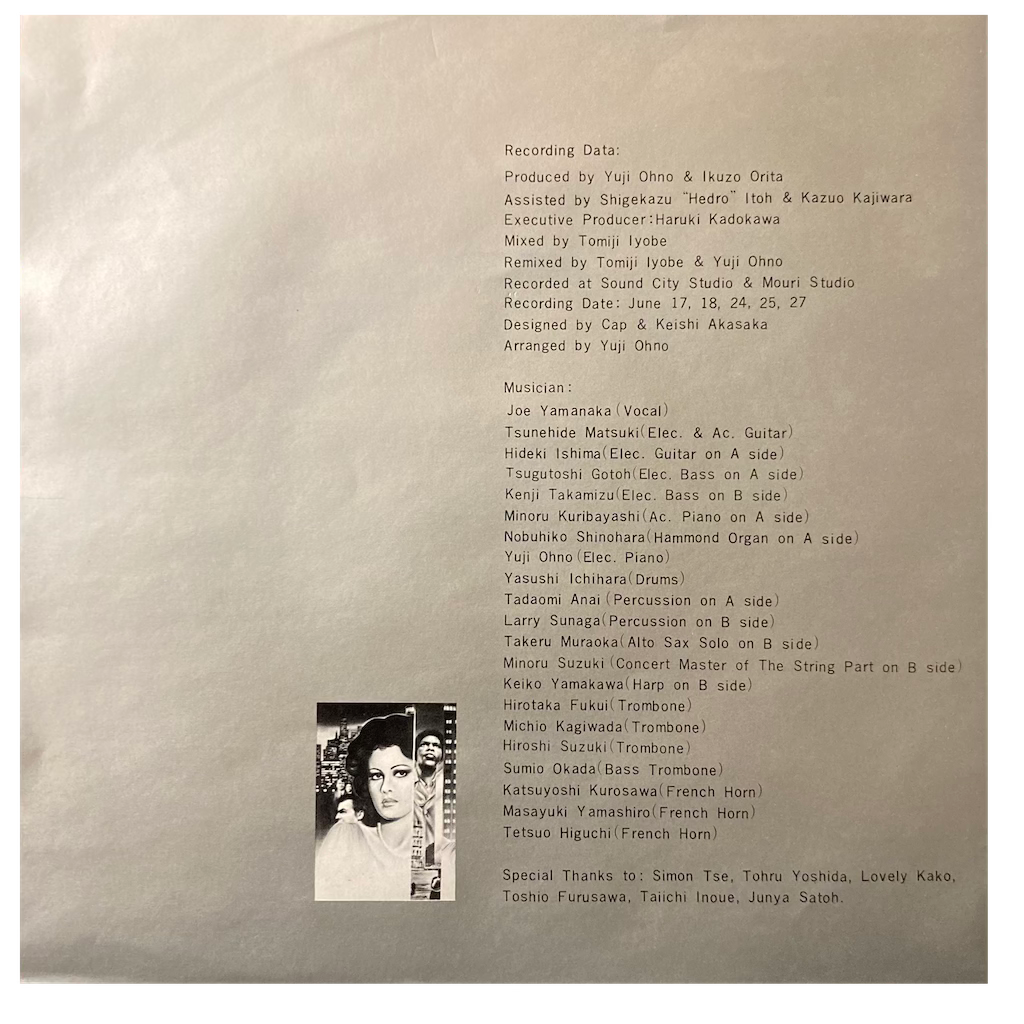 Recording Data:
Produced by Yuji Ohno & Ikuzo Orita
Assisted by Shigekazu "Hedro" Itoh & Kazuo Kajiwara
Executive Producer:Haruki Kadokawa
Mixed by Tomiji Iyobe
Remixed by Tomiji Iyobe & Yuji Ohno
Recorded at Sound City Studio & Mouri Studio
Recording Date: June 17, 18, 24, 25, 27
Designed by Cap & Keishi Akasaka
Arranged by Yuji Ohno
Musician:
Joe Yamanaka (Vocal)
Tsunehide Matsuki(Elec. & Ac. Guitar)
Hideki Ishima(Elec. Guitar on A side)
Tsugutoshi Gotoh(Elec. Bass on A side)
Kenji Takamizu(Elec. Bass on B side)
Minoru Kuribayashi(Ac. Piano on A side)
Nobuhiko Shinohara(Hammond Organ on A side)
Yuji Ohno (Elec. Piano)
Yasushi Ichihara(Drums)
Tadaomi Anai (Percussion on A side)
Larry Sunaga(Percussion on B side)
Takeru Muraoka(Alto Sax Solo on B side)
Minoru Suzuki (Concert Master of The String Part on B side)
Keiko Yamakawa(Harp on B side)
Hirotaka Fukui(Trombone)
Michio Kagiwada(Trombone)
Hiroshi Suzuki(Trombone)
Sumio Okada(Bass Trombone)
Katsuyoshi Kurosawa(French Horn)
Masayuki Yamashiro(French Horn)
Tetsuo Higuchi(French Horn)
Special Thanks to: Simon Tse, Tohru Yoshida, Lovely Kako,
Toshio Furusawa, Taiichi Inoue, Junya Satoh.